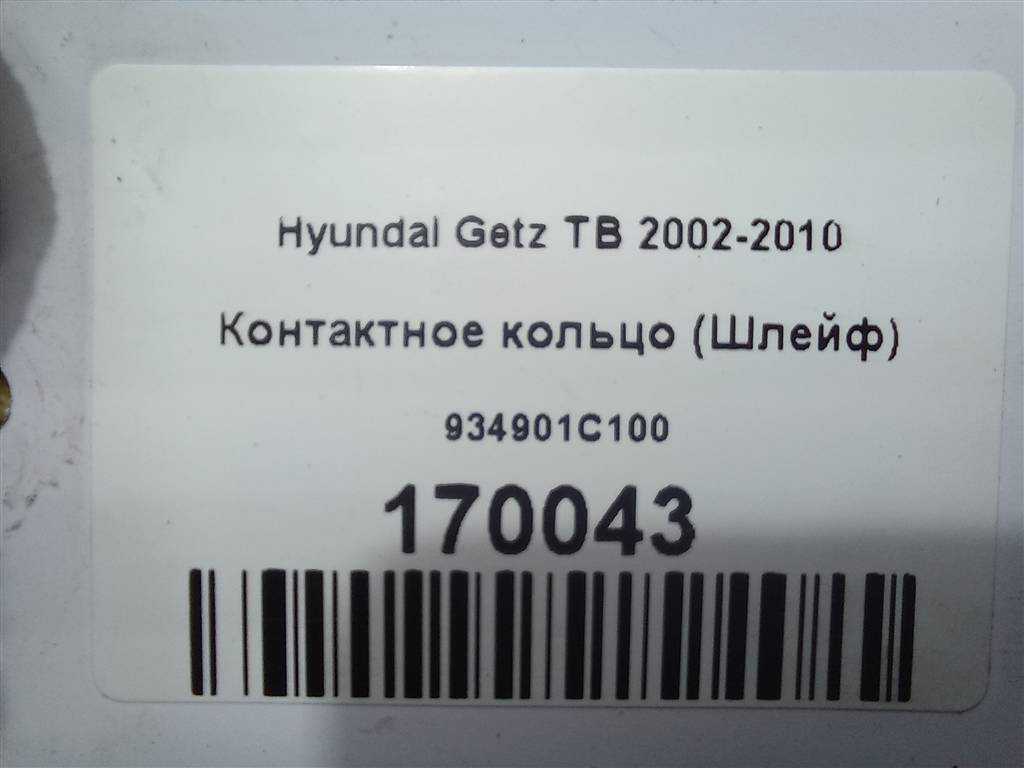 Hyundai Getz TB 2002-2010
Контактное кольцо (Шлейф)
934901C100
170043